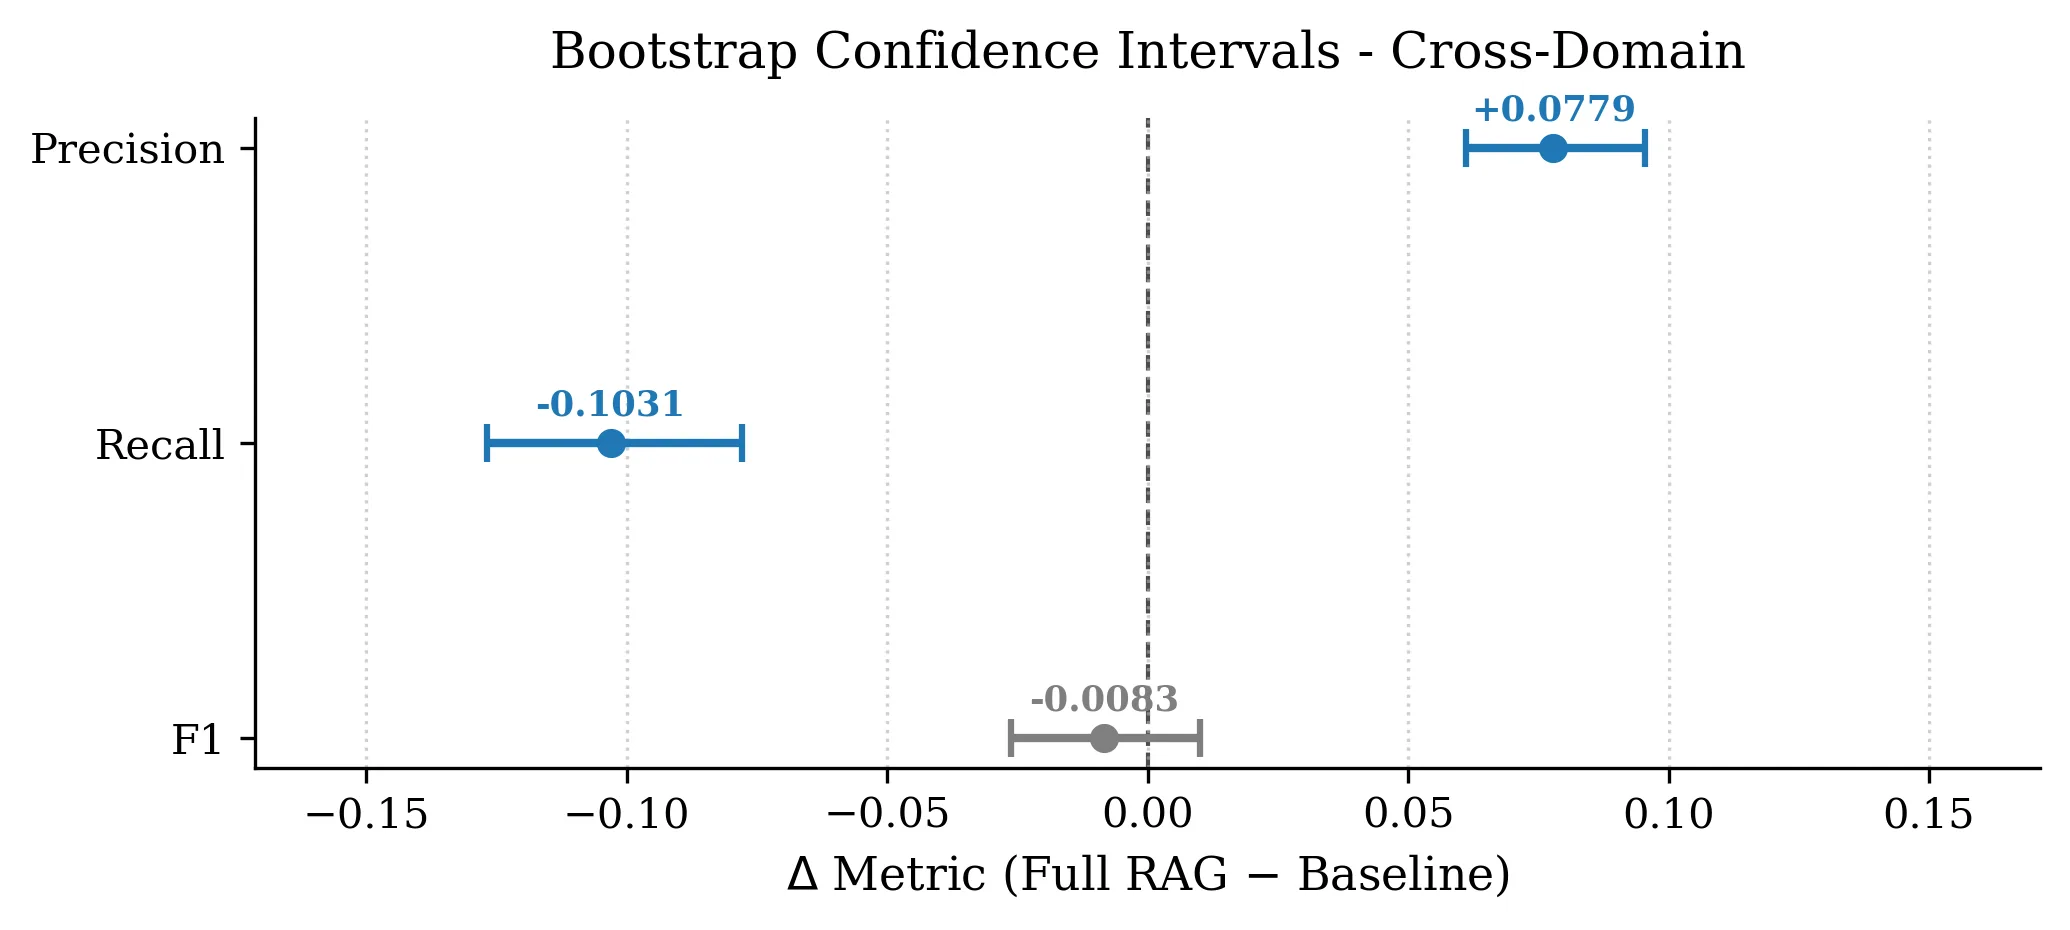 Bootstrap Confidence Intervals - Cross-Domain
+0.0779
Precision
-0.1031
Recall
-0.0083
F1
−0.15 −0.10 −0.05 0.00 0.05 0.10 0.15
Δ Metric (Full RAG − Baseline)